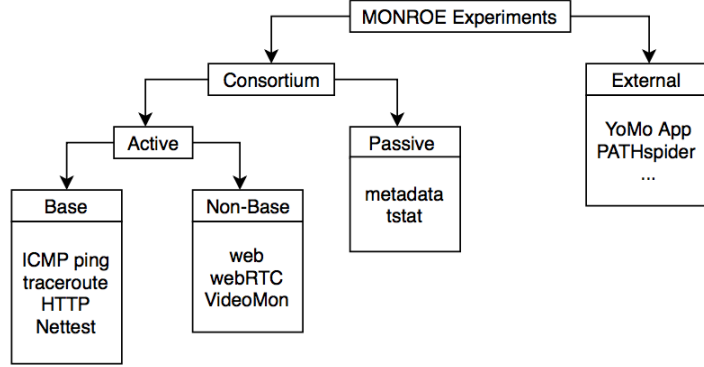 MONROE Experiments
Consortium
External
YoMo App
PATHspider
...
Active
Passive
metadata
tstat
Base
ICMP ping
traceroute
HTTP
Nettest
Non-Base
web
webRTC
VideoMon